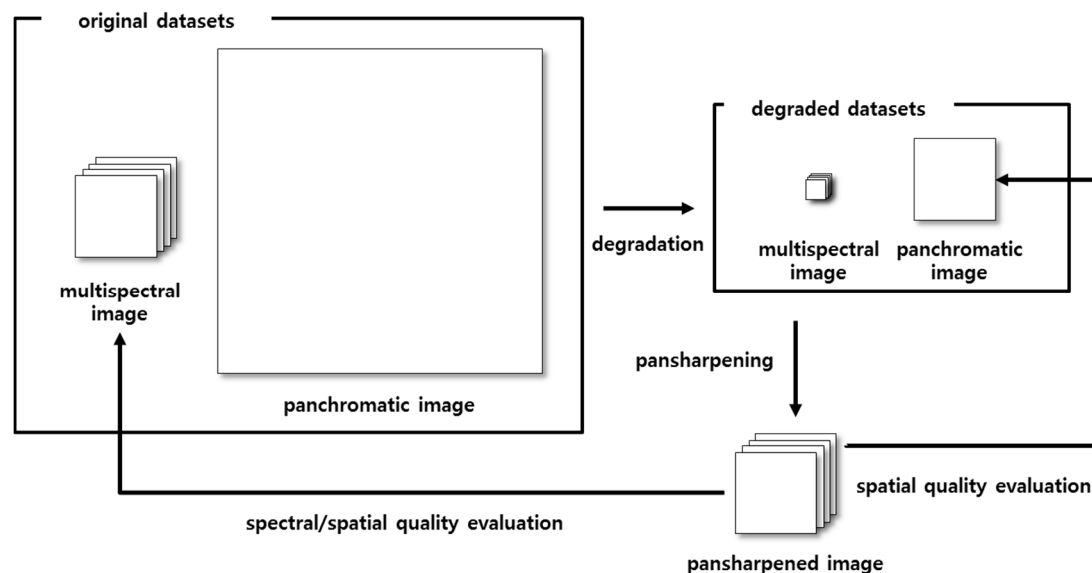 original datasets
multispectral
image
panchromatic image
degradation
degraded datasets
multispectral
image
panchromatic
image
pansharpening
spatial quality evaluation
spectral/spatial quality evaluation
pansharpened image